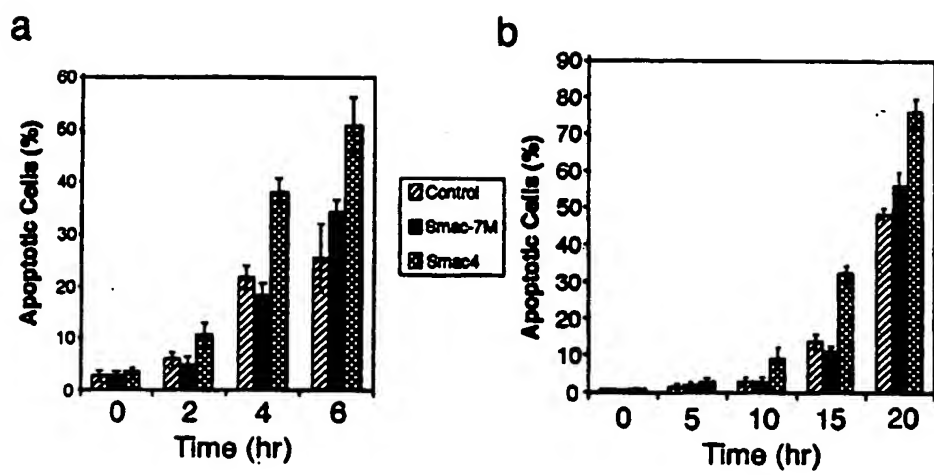 a
60
50
40
30
20
10
0
Apoptotic Cells (%)
0 2 4 6
Time (hr)
Control
Smac-7M
Smac4
b
90
80
70
60
50
40
30
20
10
0
Apoptotic Cells (%)
0 5 10 15 20
Time (hr)